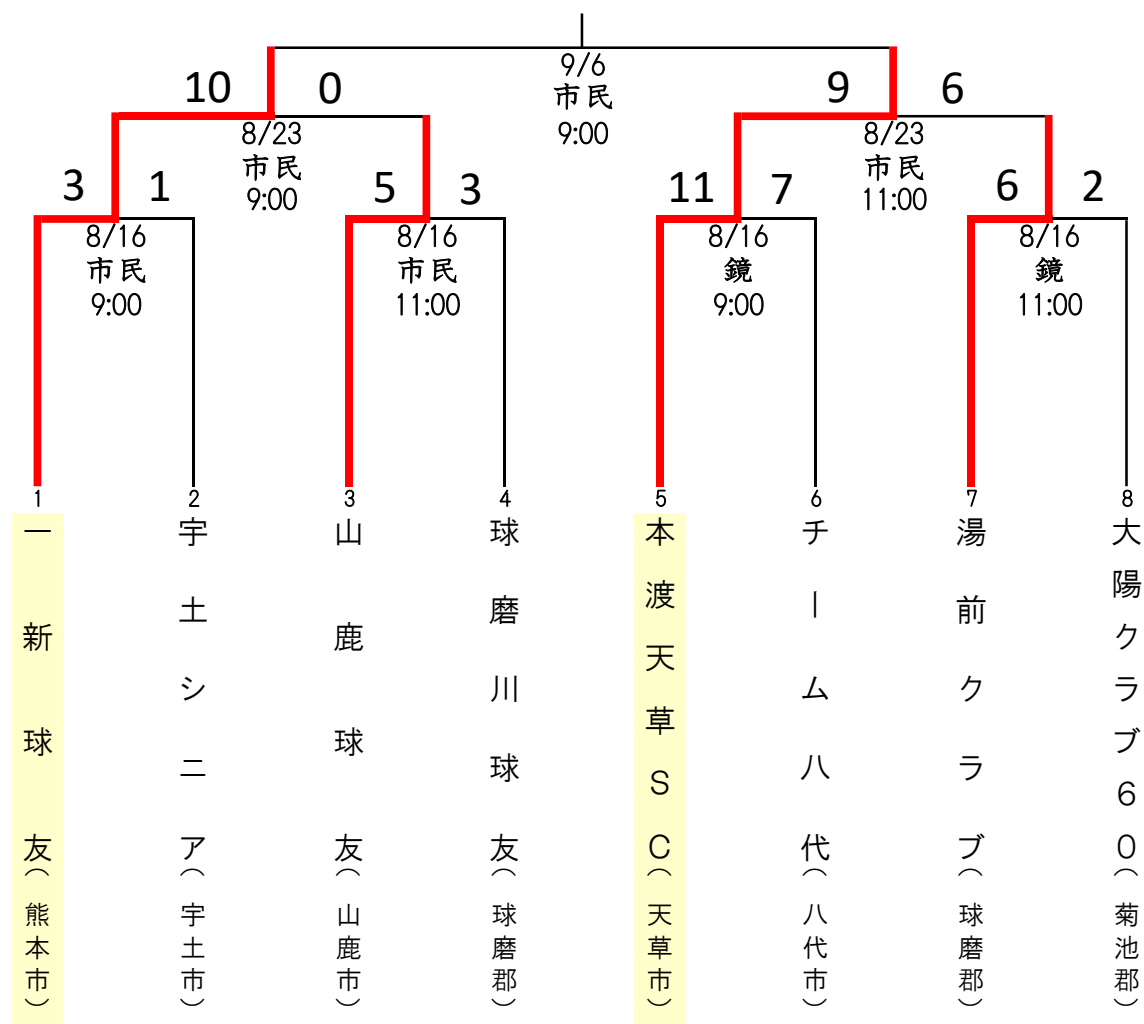 9/6
市民
9:00
10 0
8/23
市民
9:00
9 6
8/23
市民
11:00
3 1
8/16
市民
9:00
5 3
8/16
市民
11:00
11 7
8/16
鏡
9:00
6 2
8/16
鏡
11:00
1
一新球友(熊本市)
2
宇土シニア(宇土市)
3
山鹿球友(山鹿市)
4
球磨川球友(球磨郡)
5
本渡天草SC(天草市)
6
チーム八代(八代市)
7
湯前クラブ(球磨郡)
8
大陽クラブ60(菊池郡)